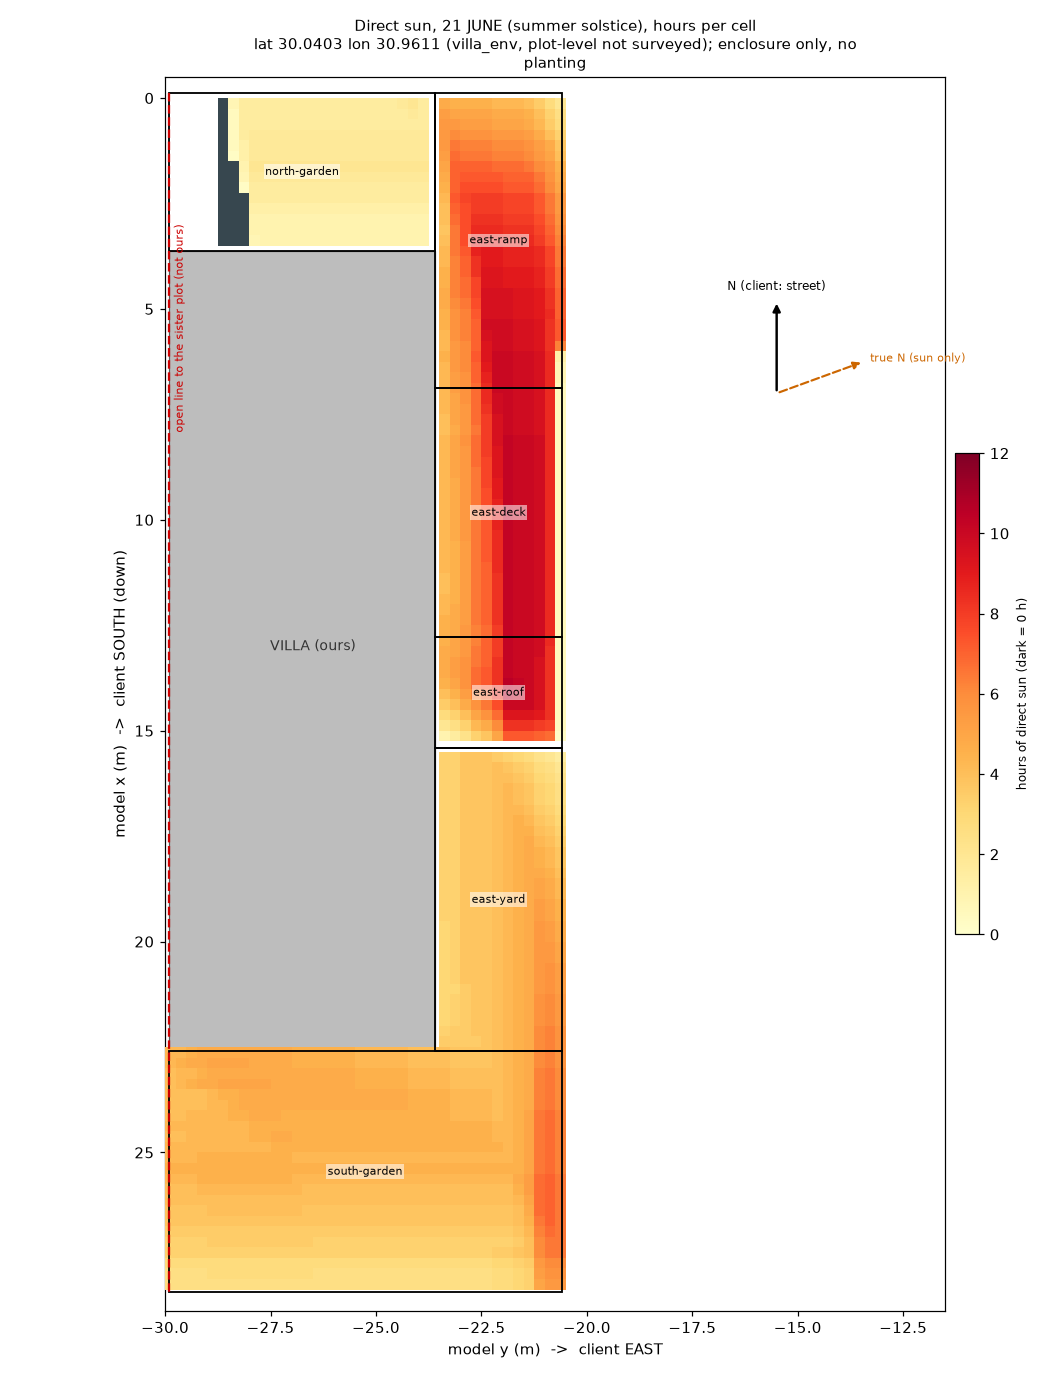 Direct sun, 21 JUNE (summer solstice), hours per cell
lat 30.0403 lon 30.9611 (villa_env, plot-level not surveyed); enclosure only, no
planting
0
5
10
15
20
25
model x (m)  ->  client SOUTH (down)
north-garden
open line to the sister plot (not ours)
east-ramp
east-deck
VILLA (ours)
east-roof
east-yard
south-garden
N (client: street)
true N (sun only)
12
10
8
6
4
2
0
hours of direct sun (dark = 0 h)
−30.0
−27.5
−25.0
−22.5
−20.0
−17.5
−15.0
−12.5
model y (m)  ->  client EAST